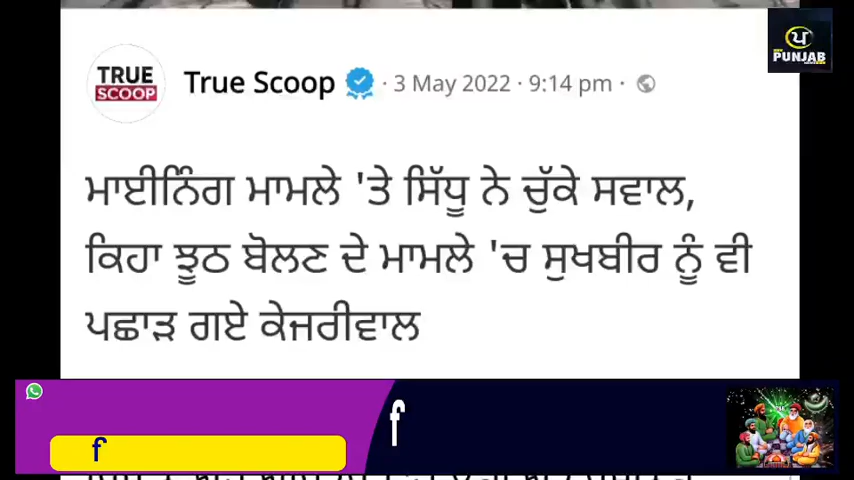 ਪ
PUNJAB
TRUE
SCOOP
True Scoop · 3 May 2022 · 9:14 pm ·
ਮਾਈਨਿੰਗ ਮਾਮਲੇ 'ਤੇ ਸਿੱਧੂ ਨੇ ਚੁੱਕੇ ਸਵਾਲ,
ਕਿਹਾ ਝੂਠ ਬੋਲਣ ਦੇ ਮਾਮਲੇ 'ਚ ਸੁਖਬੀਰ ਨੂੰ ਵੀ
ਪਛਾੜ ਗਏ ਕੇਜਰੀਵਾਲ